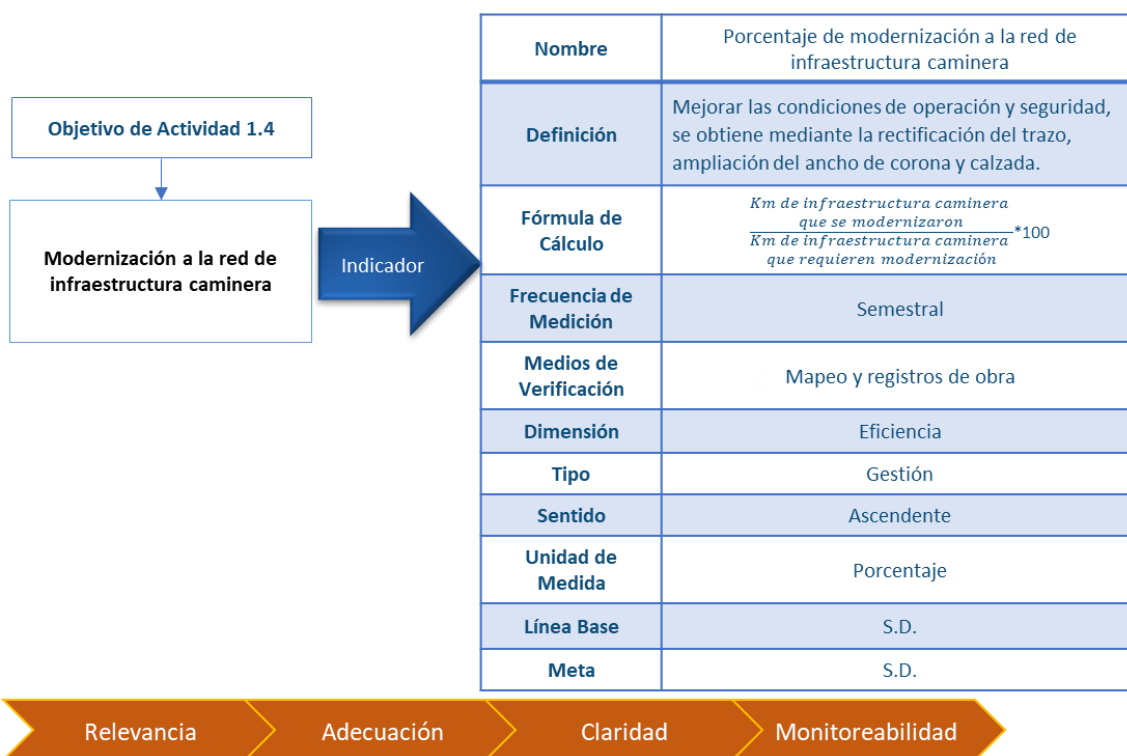 Objetivo de Actividad 1.4
Modernización a la red de
infraestructura caminera
Indicador
Nombre
Porcentaje de modernización a la red de
infraestructura caminera
Definición
Mejorar las condiciones de operación y seguridad,
se obtiene mediante la rectificación del trazo,
ampliación del ancho de corona y calzada.
Fórmula de
Cálculo
Km de infraestructura caminera
que se modernizaron
Km de infraestructura caminera
que requieren modernización
*100
Frecuencia de
Medición
Semestral
Medios de
Verificación
Mapeo y registros de obra
Dimensión
Eficiencia
Tipo
Gestión
Sentido
Ascendente
Unidad de
Medida
Porcentaje
Línea Base
S.D.
Meta
S.D.
Relevancia
Adecuación
Claridad
Monitoreabilidad